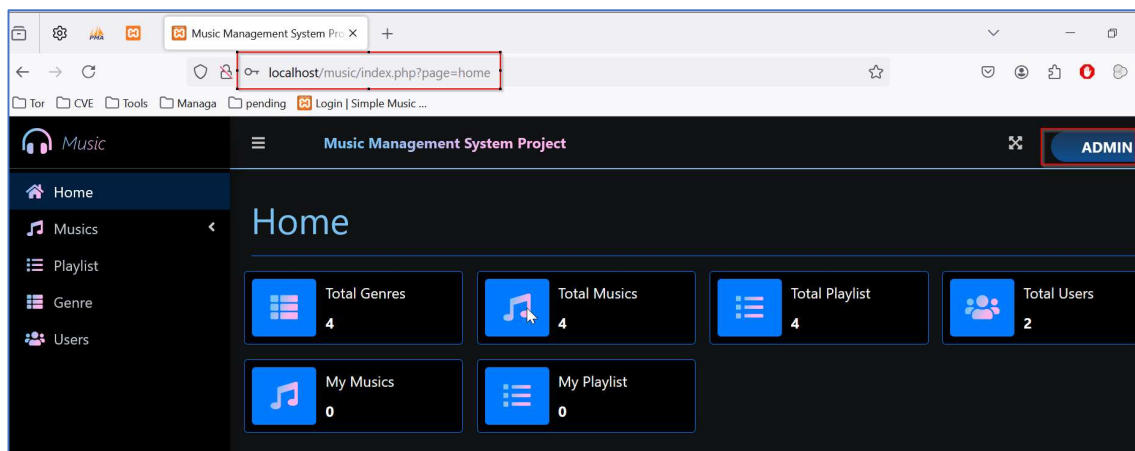 PMA
Music Management System Pro
localhost/music/index.php?page=home
Tor CVE Tools Managa pending Login | Simple Music ...
Music
Music Management System Project
ADMIN
Home
Musics
Playlist
Genre
Users
Home
Total Genres
4
Total Musics
4
Total Playlist
4
Total Users
2
My Musics
0
My Playlist
0